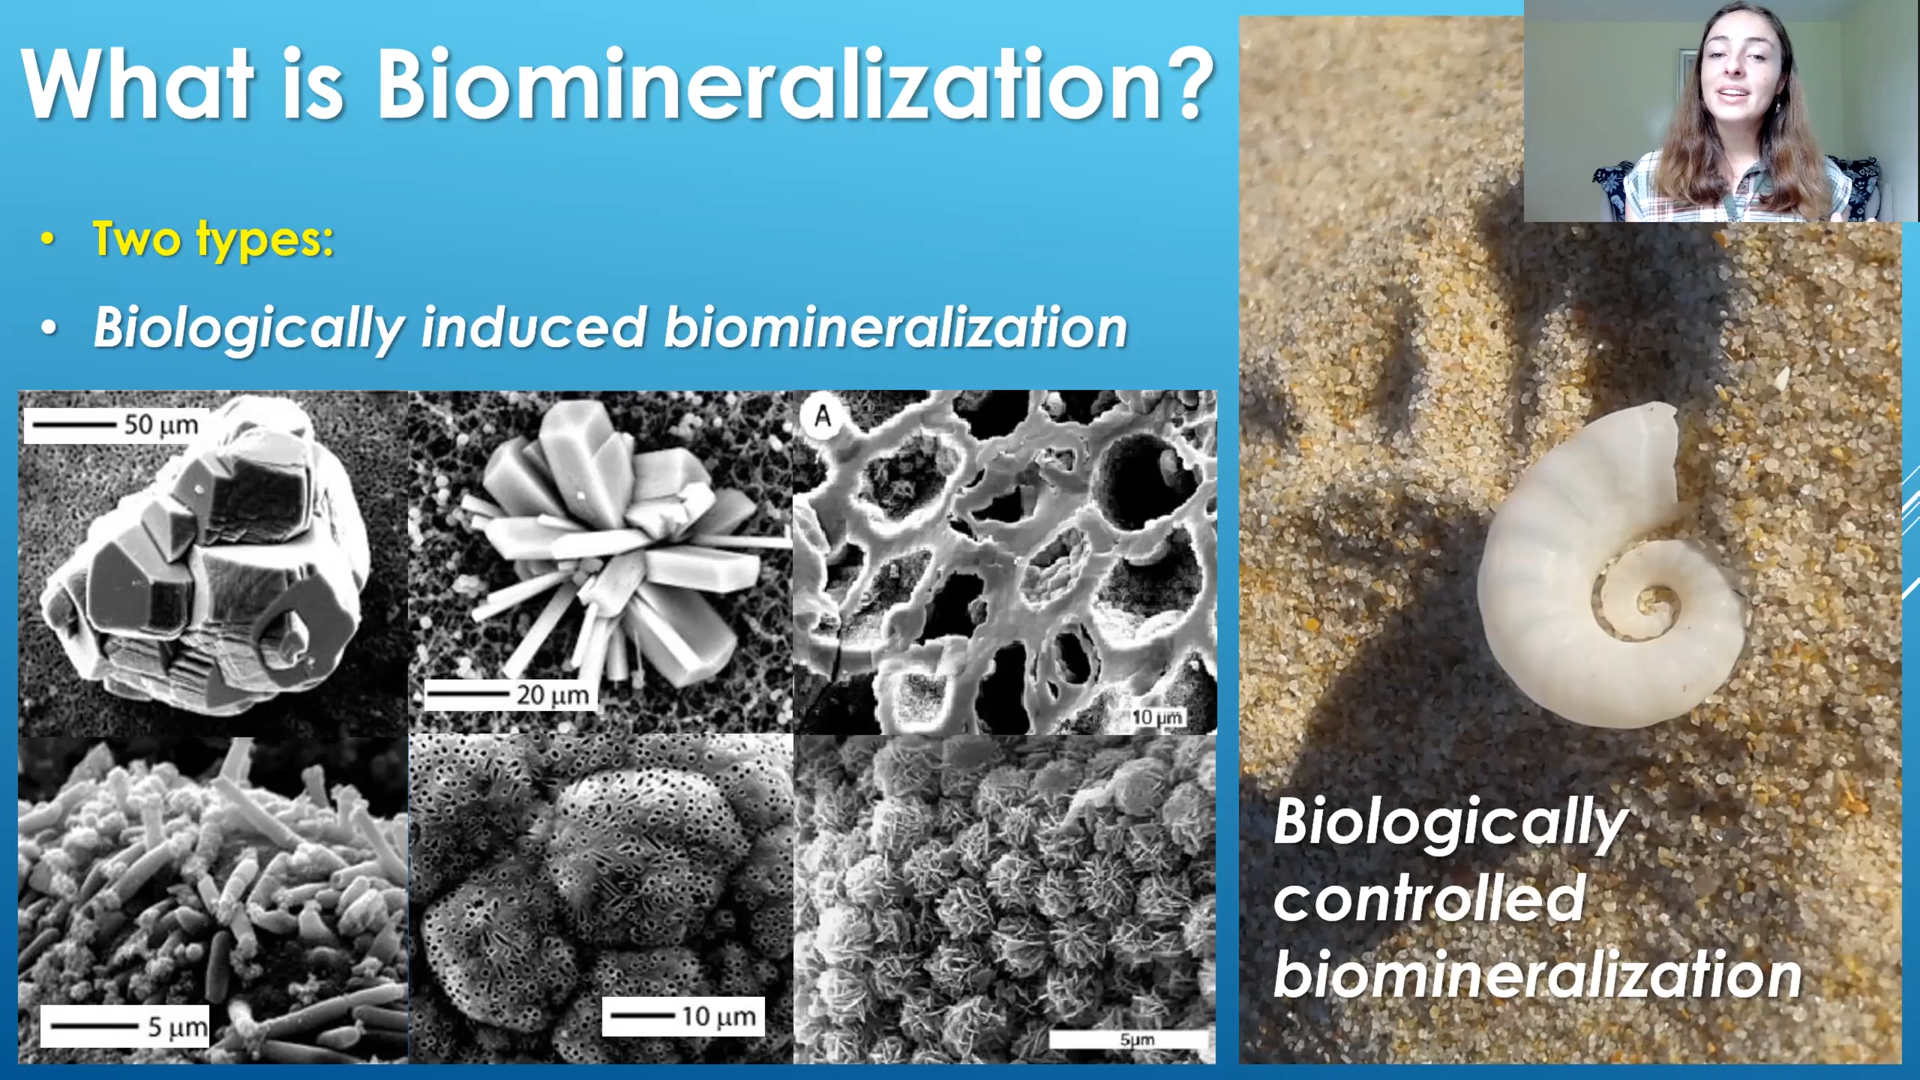 What is Biomineralization?
• Two types:
• Biologically induced biomineralization
50 µm
20 µm
A
10 µm
5 µm
10 µm
5µm
Biologically
controlled
biomineralization